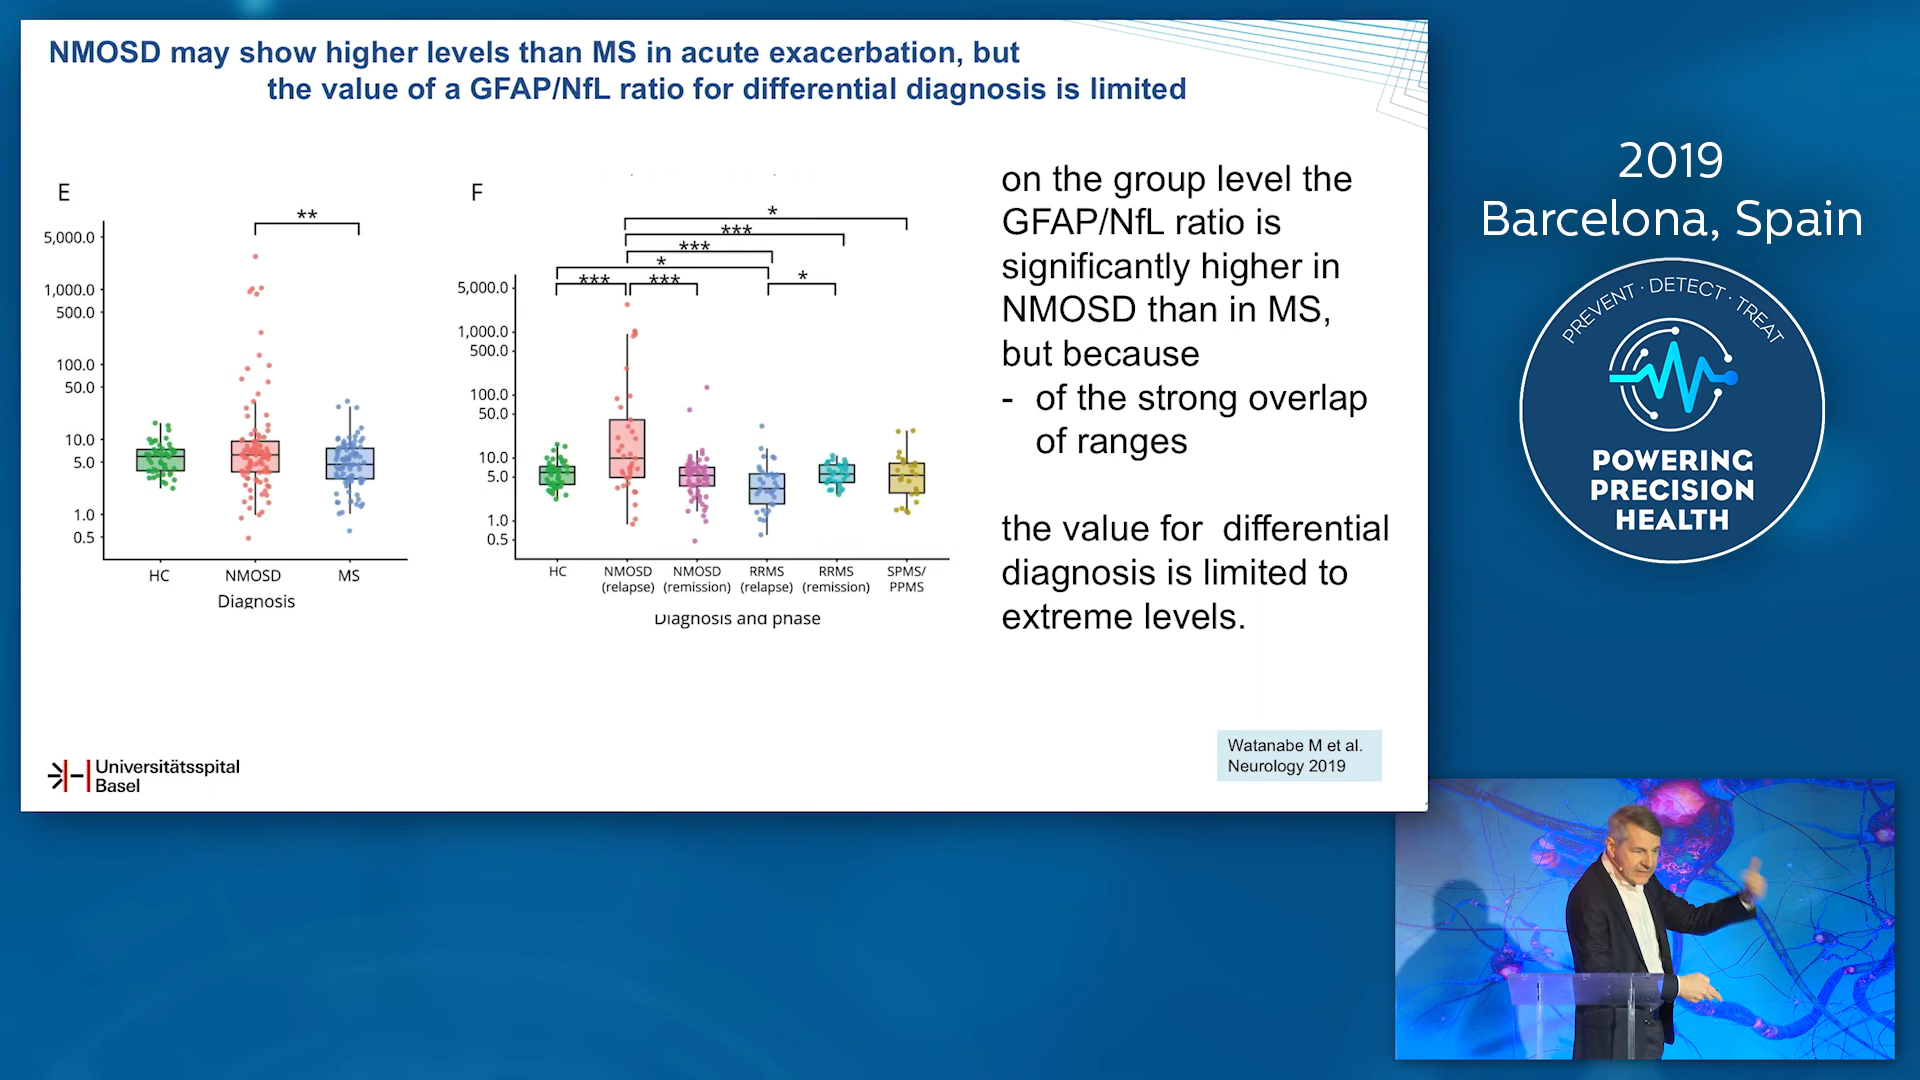 NMOSD may show higher levels than MS in acute exacerbation, but
the value of a GFAP/NfL ratio for differential diagnosis is limited
E
**
5,000.0
1,000.0
500.0
100.0
50.0
10.0
5.0
1.0
0.5
HC
NMOSD
MS
Diagnosis
F
*
***
***
*
***
***
*
5,000.0
1,000.0
500.0
100.0
50.0
10.0
5.0
1.0
0.5
HC
NMOSD
(relapse)
NMOSD
(remission)
RRMS
(relapse)
RRMS
(remission)
SPMS/
PPMS
Diagnosis and phase
on the group level the
GFAP/NfL ratio is
significantly higher in
NMOSD than in MS,
but because
- of the strong overlap
of ranges
the value for differential
diagnosis is limited to
extreme levels.
Watanabe M et al.
Neurology 2019
Universitätsspital
Basel
2019
Barcelona, Spain
PREVENT · DETECT · TREAT
POWERING
PRECISION
HEALTH